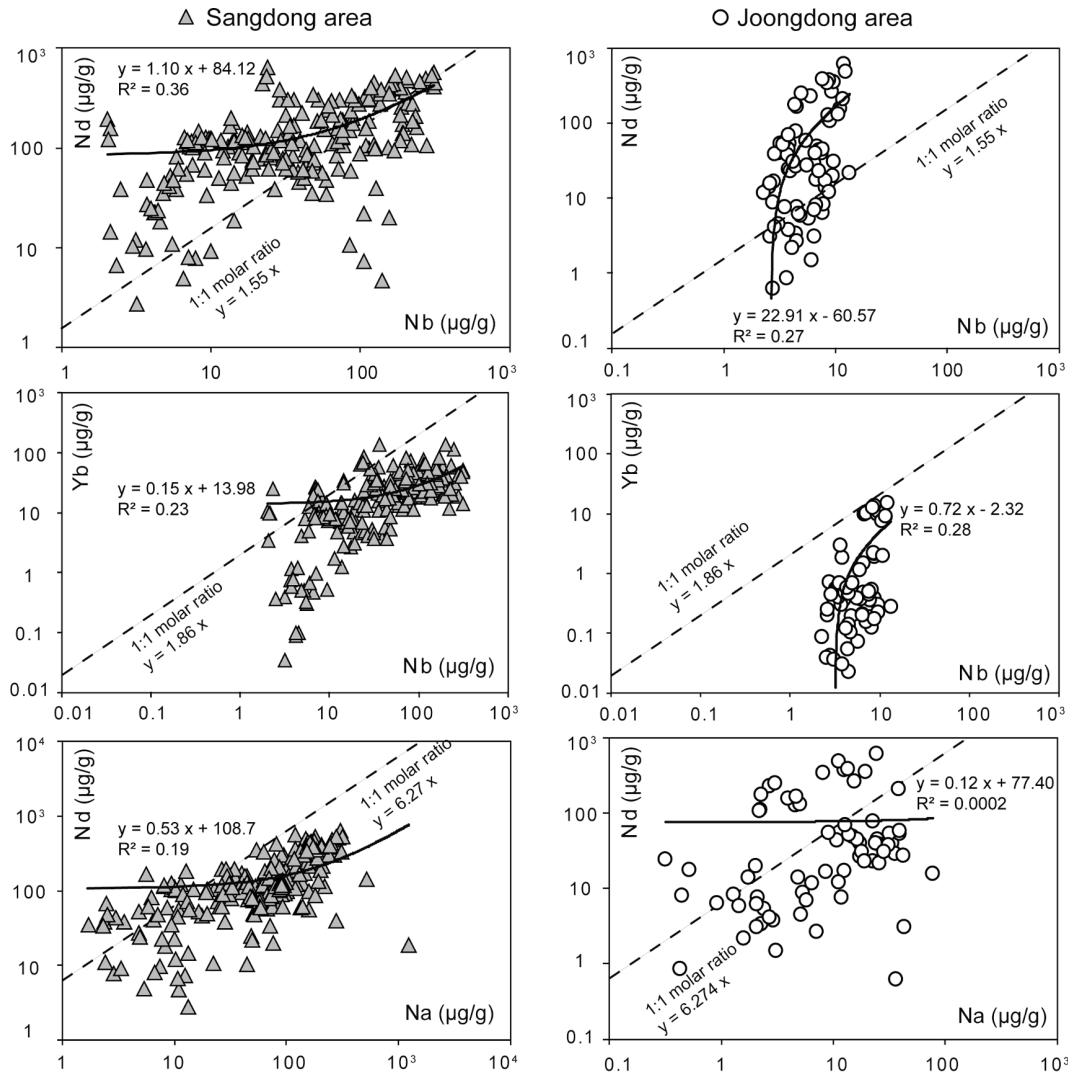 Sangdong area
Joongdong area
10³
100
10
1
Nd (µg/g)
y = 1.10 x + 84.12
R² = 0.36
1:1 molar ratio
y = 1.55 x
Nb (µg/g)
1 10 100 10³
10³
100
10
1
0.1
Nd (µg/g)
1:1 molar ratio
y = 1.55 x
y = 22.91 x - 60.57
R² = 0.27
Nb (µg/g)
0.1 1 10 100 10³
10³
100
10
1
0.1
0.01
Yb (µg/g)
y = 0.15 x + 13.98
R² = 0.23
1:1 molar ratio
y = 1.86 x
Nb (µg/g)
0.01 0.1 1 10 100 10³
10³
100
10
1
0.1
0.01
Yb (µg/g)
y = 0.72 x - 2.32
R² = 0.28
1:1 molar ratio
y = 1.86 x
Nb (µg/g)
0.01 0.1 1 10 100 10³
10⁴
10³
100
10
1
Nd (µg/g)
1:1 molar ratio
y = 6.27 x
y = 0.53 x + 108.7
R² = 0.19
Na (µg/g)
1 10 100 10³ 10⁴
10³
100
10
1
0.1
Nd (µg/g)
y = 0.12 x + 77.40
R² = 0.0002
1:1 molar ratio
y = 6.274 x
Na (µg/g)
0.1 1 10 100 10³